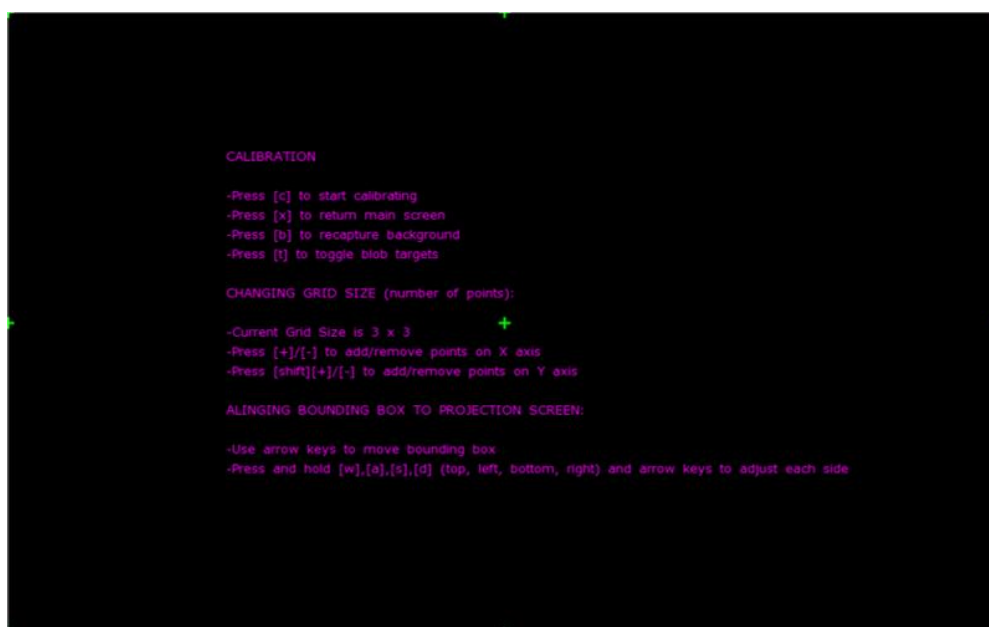 CALIBRATION
-Press [c] to start calibrating
-Press [x] to return main screen
-Press [b] to recapture background
-Press [t] to toggle blob targets
CHANGING GRID SIZE (number of points):
-Current Grid Size is 3 x 3
-Press [+]/[-] to add/remove points on X axis
-Press [shift][+]/[-] to add/remove points on Y axis
ALINGING BOUNDING BOX TO PROJECTION SCREEN:
-Use arrow keys to move bounding box
-Press and hold [w],[a],[s],[d] (top, left, bottom, right) and arrow keys to adjust each side